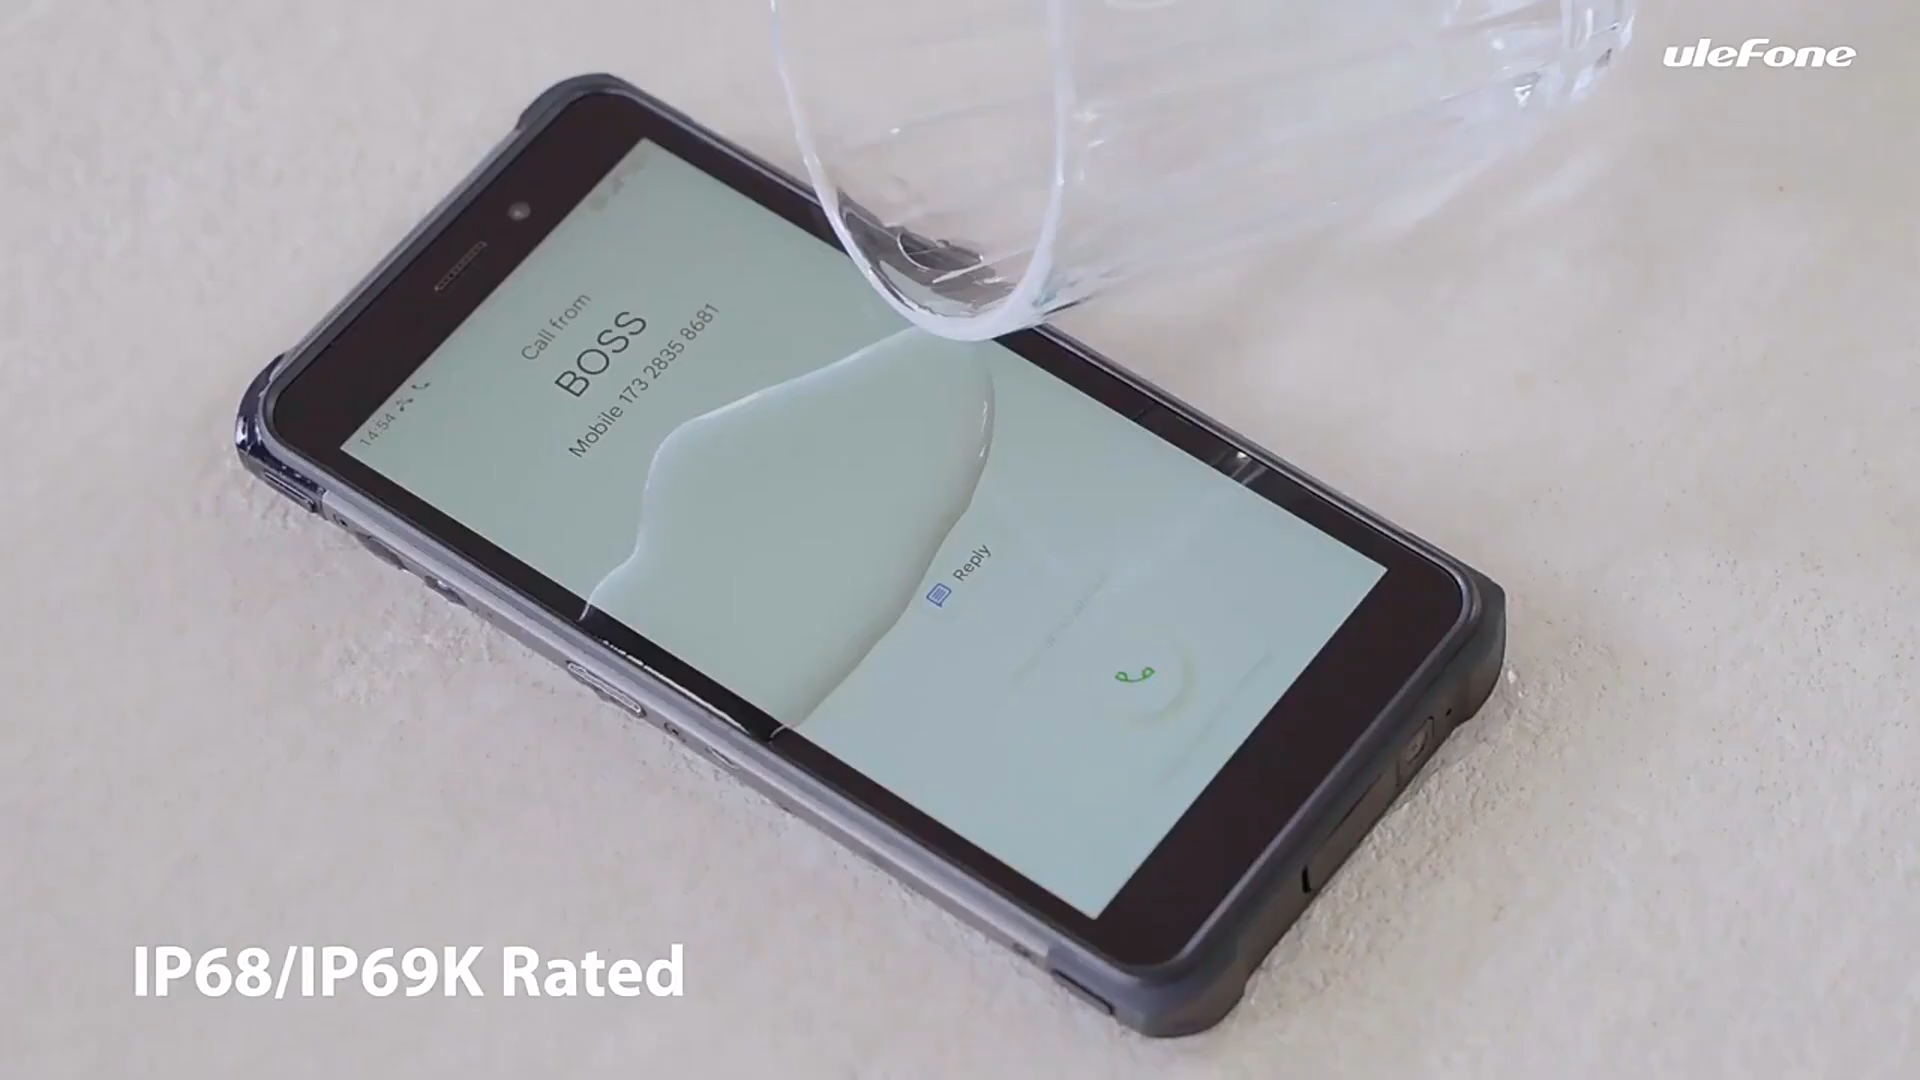 uleFone
14:54
Call from
BOSS
Mobile 173 2835 8681
Reply
IP68/IP69K Rated